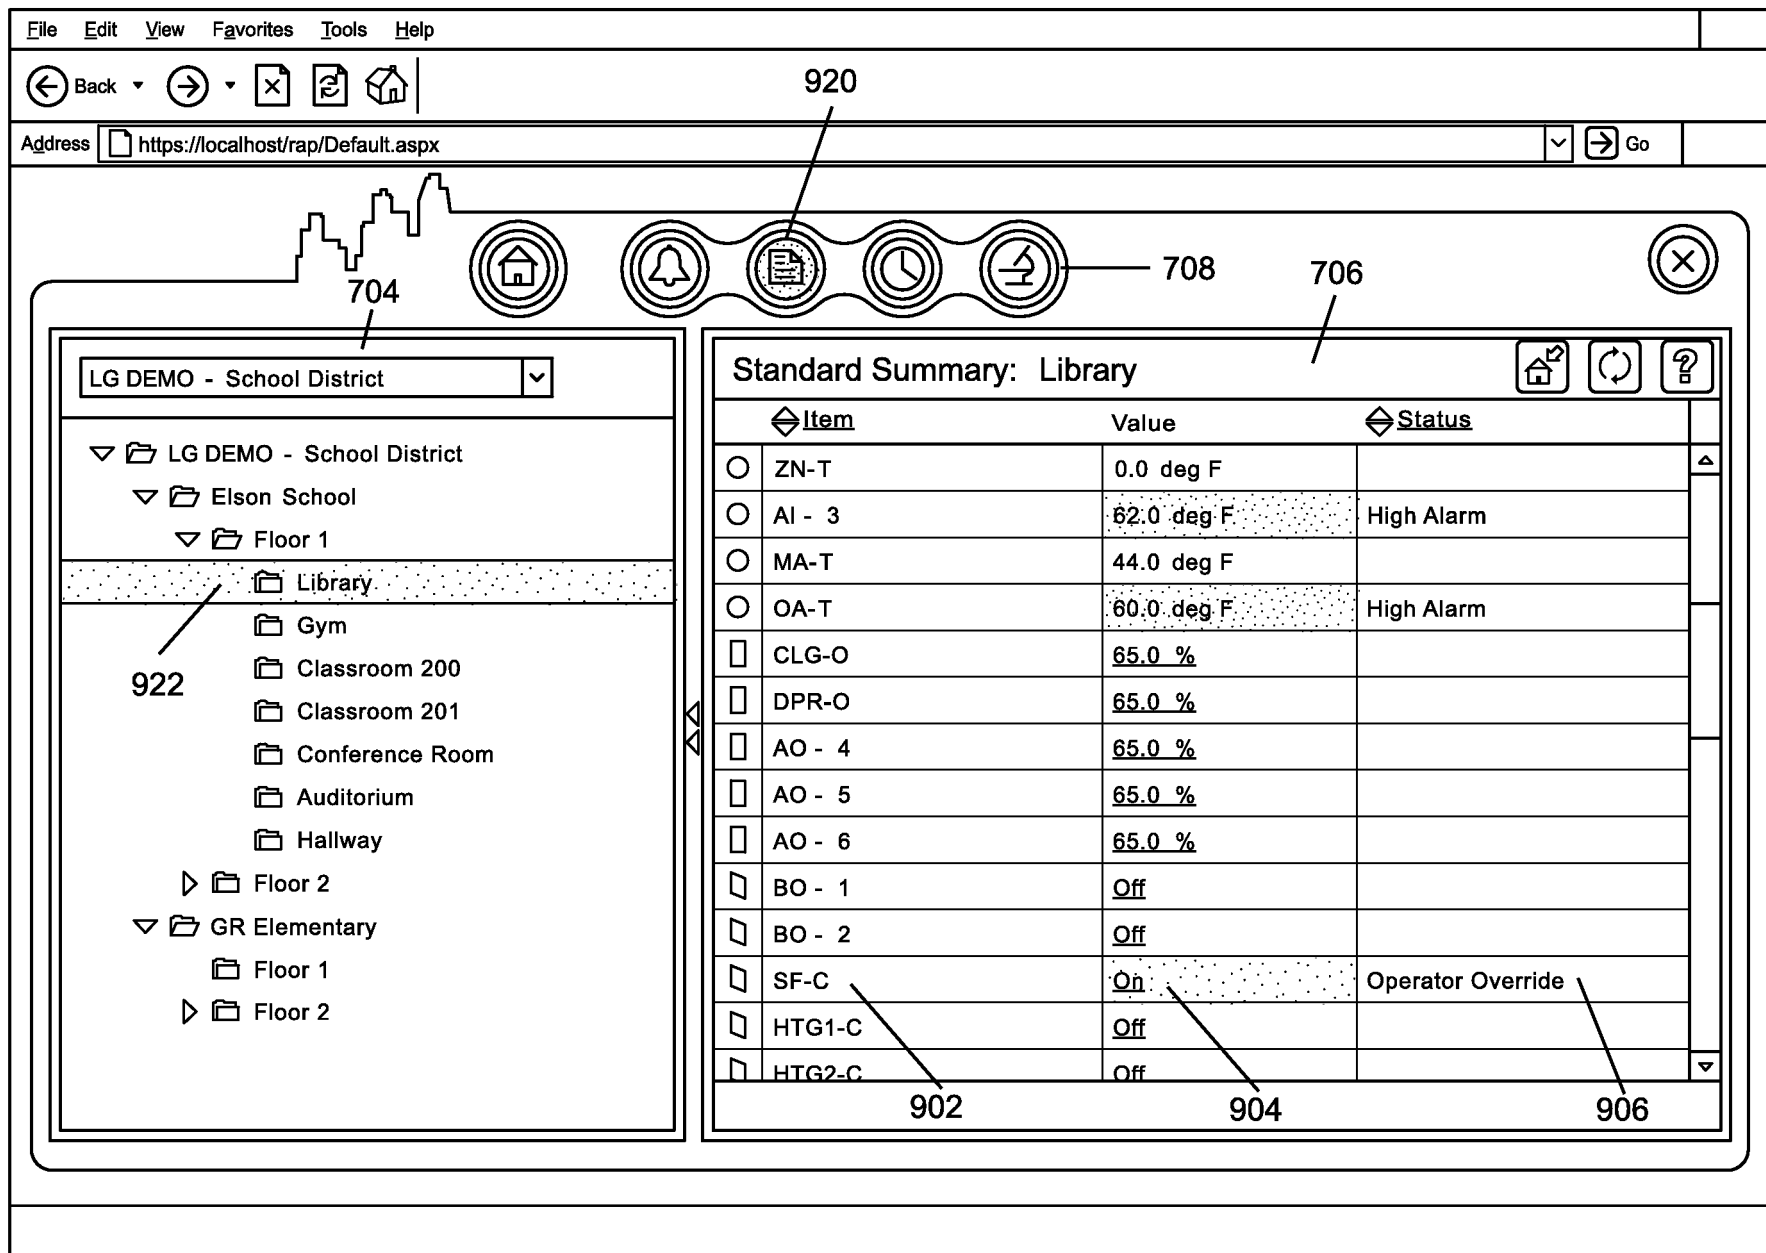 File Edit View Favorites Tools Help
Back
920
Address https://localhost/rap/Default.aspx Go
708
706
704
LG DEMO - School District
LG DEMO - School District
Elson School
Floor 1
Library
Gym
922
Classroom 200
Classroom 201
Conference Room
Auditorium
Hallway
Floor 2
GR Elementary
Floor 1
Floor 2
Standard Summary: Library ?
Item Value Status
ZN-T 0.0 deg F
AI - 3 62.0 deg F High Alarm
MA-T 44.0 deg F
OA-T 60.0 deg F High Alarm
CLG-O 65.0 %
DPR-O 65.0 %
AO - 4 65.0 %
AO - 5 65.0 %
AO - 6 65.0 %
BO - 1 Off
BO - 2 Off
SF-C On Operator Override
HTG1-C Off
HTG2-C Off
902 904 906